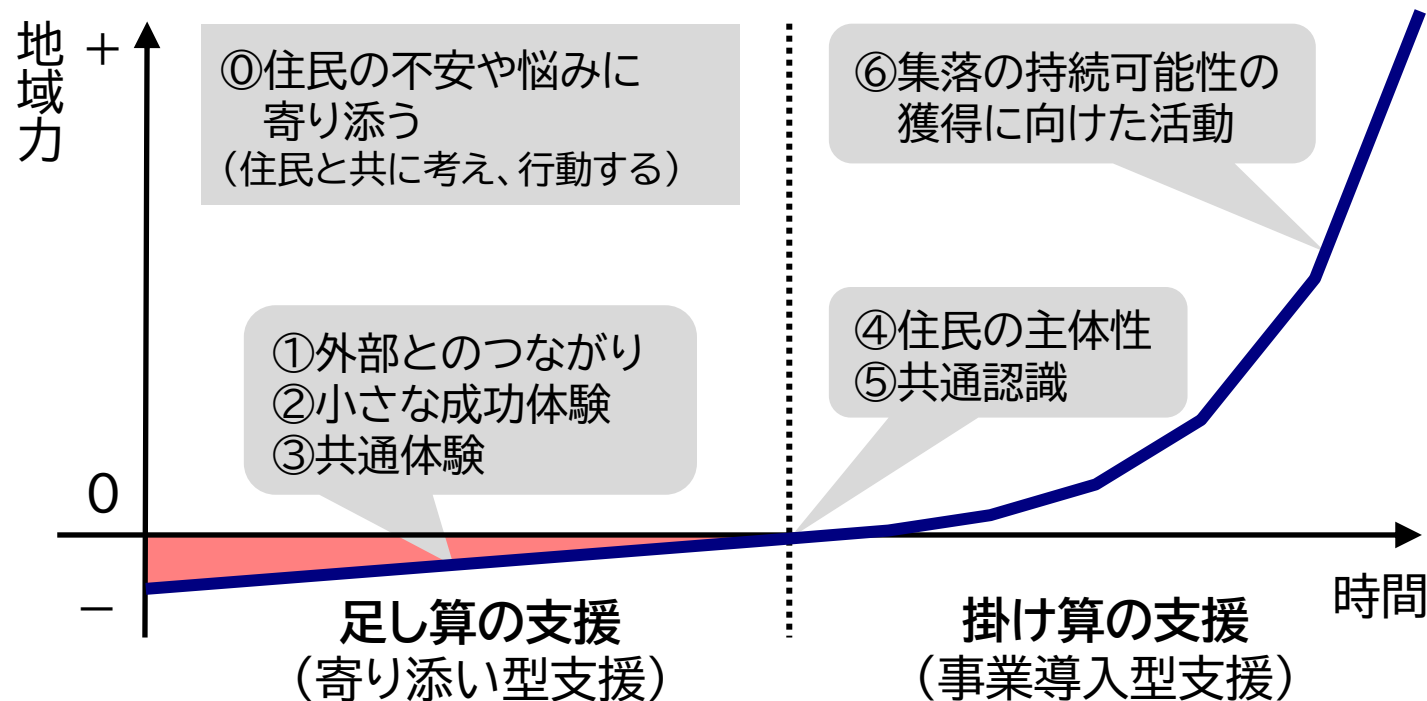 地域力
＋
⓪住民の不安や悩みに
寄り添う
（住民と共に考え、行動する）
⑥集落の持続可能性の
獲得に向けた活動
①外部とのつながり
②小さな成功体験
③共通体験
④住民の主体性
⑤共通認識
0
－
時間
足し算の支援
（寄り添い型支援）
掛け算の支援
（事業導入型支援）